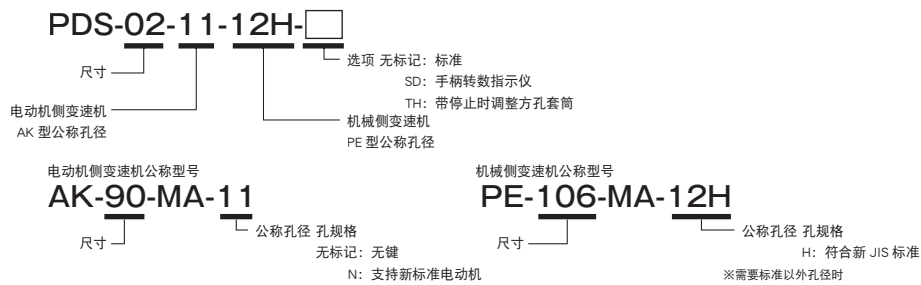 PDS-02-11-12H-□
选项 无标记：标准
尺寸
SD：手柄转数指示仪
TH：带停止时调整方孔套筒
电动机侧变速机
AK 型公称孔径
机械侧变速机
PE 型公称孔径
电动机侧变速机公称型号
AK-90-MA-11
尺寸
公称孔径 孔规格
无标记：无键
N：支持新标准电动机
机械侧变速机公称型号
PE-106-MA-12H
尺寸
公称孔径 孔规格
H：符合新 JIS 标准
※需要标准以外孔径时